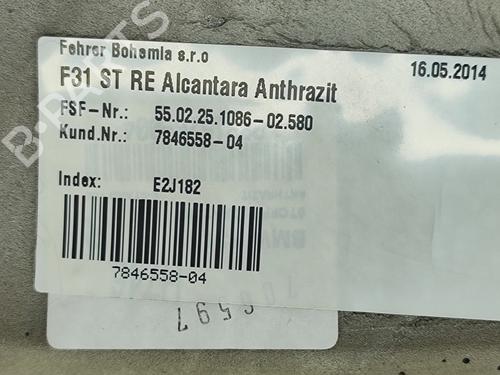 Fehrer Bohemia s.r.o
16.05.2014
F31 ST RE Alcantara Anthrazit
FSF-Nr.: 55.02.25.1086-02.580
Kund.Nr.: 7846558-04
Index: E2J182
7846558-04
B-PARTS